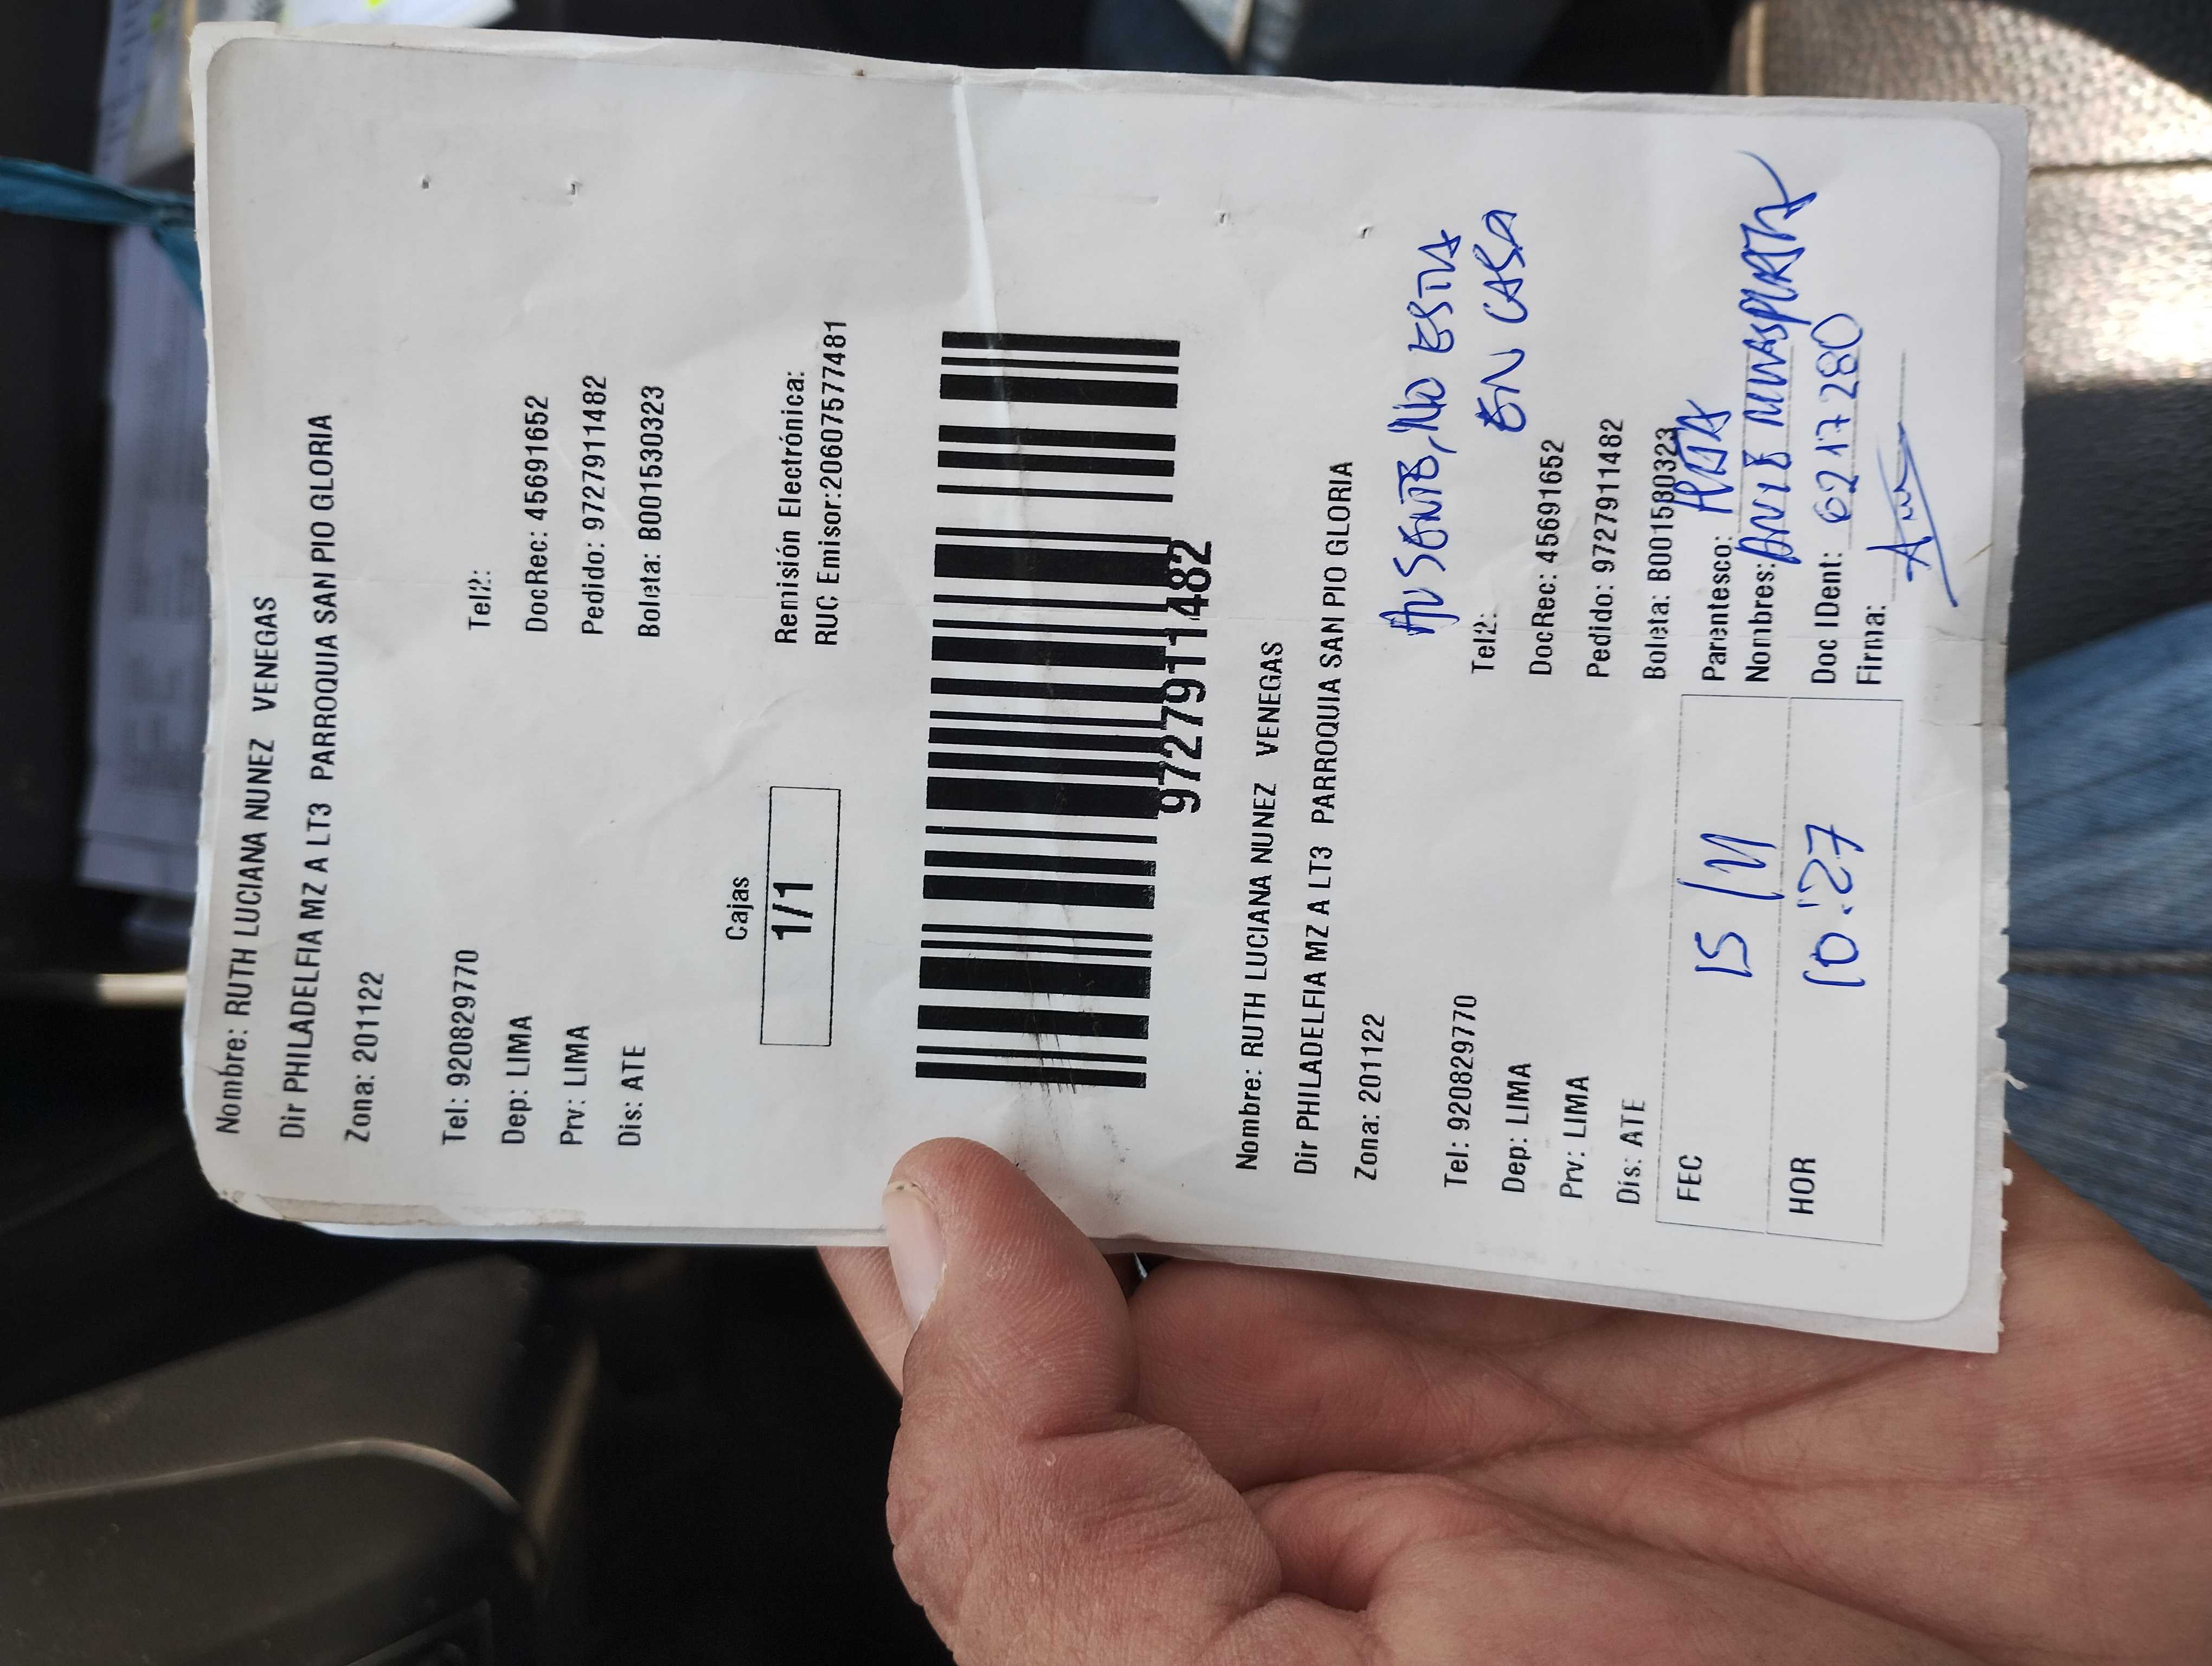 Nombre: RUTH LUCIANA NUNEZ VENEGAS
Dir PHILADELFIA MZ A LT3 PARROQUIA SAN PIO GLORIA
Zona: 201122
Tel: 920829770 Tel2:
Dep: LIMA DocRec: 45691652
Prv: LIMA Pedido: 9727911482
Dis: ATE Boleta: B001530323
Cajas
1/1
Remisión Electrónica:
RUC Emisor:20607577481
9727911482
Nombre: RUTH LUCIANA NUNEZ VENEGAS
Dir PHILADELFIA MZ A LT3 PARROQUIA SAN PIO GLORIA
Zona: 201122
AUSENTE, NO ESTA
EN CASA
Tel: 920829770 Tel2:
Dep: LIMA DocRec: 45691652
Prv: LIMA Pedido: 9727911482
Dis: ATE Boleta: B001530323
FEC 15/11 Parentesco:
Nombres:
HOR 10:27 Doc IDent: 6217280
Firma: